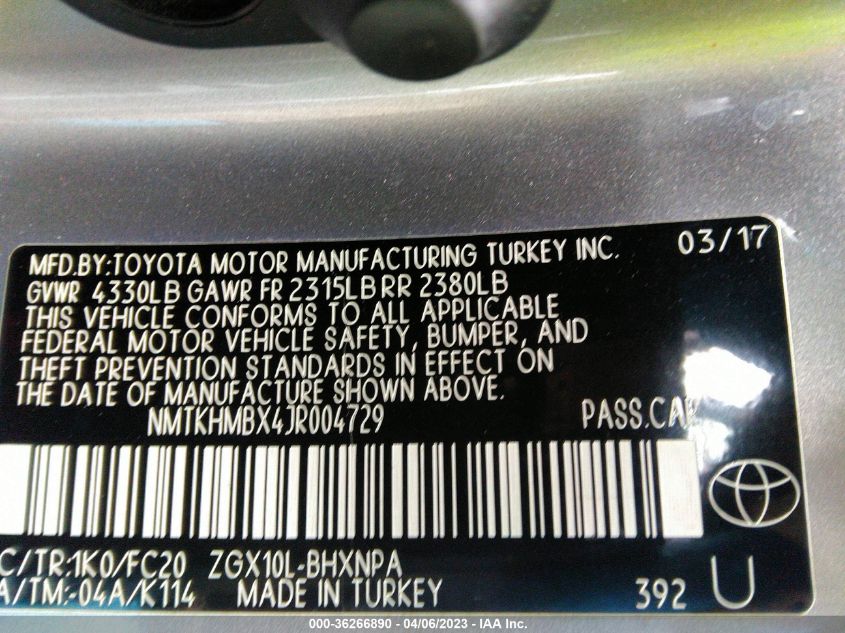 MFD.BY:TOYOTA MOTOR MANUFACTURING TURKEY INC. 03/17
GVWR 4330LB GAWR FR 2315LB RR 2380LB
THIS VEHICLE CONFORMS TO ALL APPLICABLE
FEDERAL MOTOR VEHICLE SAFETY, BUMPER, AND
THEFT PREVENTION STANDARDS IN EFFECT ON
THE DATE OF MANUFACTURE SHOWN ABOVE.
NMTKHMBX4JR004729 PASS.CAR
C/TR:1K0/FC20 ZGX10L-BHXNPA
A/TM:-04A/K114 MADE IN TURKEY 392 U
000-36266890 - 04/06/2023 - IAA Inc.